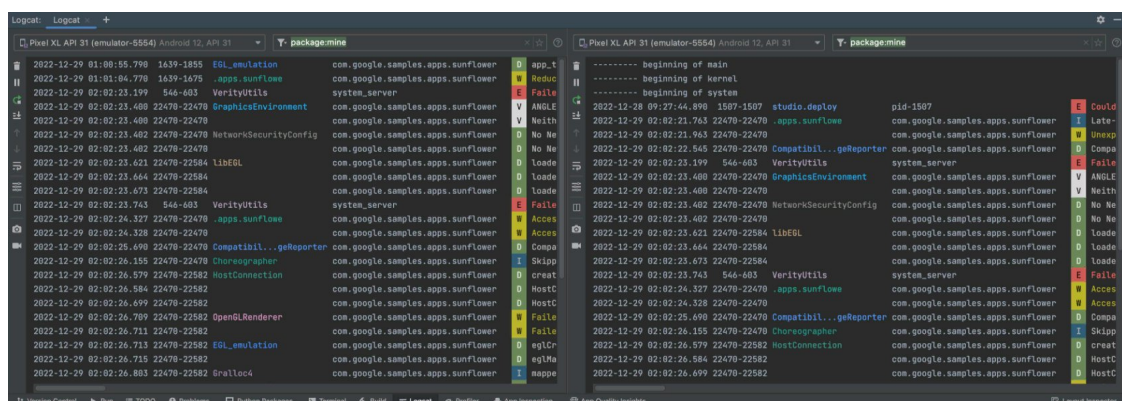 Logcat: Logcat × +
Pixel XL API 31 (emulator-5554) Android 12, API 31 package:mine
2022-12-29 01:00:55.790 1639-1855 EGL_emulation com.google.samples.apps.sunflower D app_t
2022-12-29 01:01:04.770 1639-1675 .apps.sunflowe com.google.samples.apps.sunflower W Reduc
2022-12-29 02:02:23.199 546-603 VerityUtils system_server E Faile
2022-12-29 02:02:23.400 22470-22470 GraphicsEnvironment com.google.samples.apps.sunflower V ANGLE
2022-12-29 02:02:23.400 22470-22470 com.google.samples.apps.sunflower V Neith
2022-12-29 02:02:23.402 22470-22470 NetworkSecurityConfig com.google.samples.apps.sunflower D No Ne
2022-12-29 02:02:23.402 22470-22470 com.google.samples.apps.sunflower D No Ne
2022-12-29 02:02:23.621 22470-22584 libEGL com.google.samples.apps.sunflower D loade
2022-12-29 02:02:23.664 22470-22584 com.google.samples.apps.sunflower D loade
2022-12-29 02:02:23.673 22470-22584 com.google.samples.apps.sunflower D loade
2022-12-29 02:02:23.743 546-603 VerityUtils system_server E Faile
2022-12-29 02:02:24.327 22470-22470 .apps.sunflowe com.google.samples.apps.sunflower W Acces
2022-12-29 02:02:24.328 22470-22470 com.google.samples.apps.sunflower W Acces
2022-12-29 02:02:25.690 22470-22470 Compatibil...geReporter com.google.samples.apps.sunflower D Compa
2022-12-29 02:02:26.155 22470-22470 Choreographer com.google.samples.apps.sunflower I Skipp
2022-12-29 02:02:26.579 22470-22582 HostConnection com.google.samples.apps.sunflower D creat
2022-12-29 02:02:26.584 22470-22582 com.google.samples.apps.sunflower D HostC
2022-12-29 02:02:26.699 22470-22582 com.google.samples.apps.sunflower D HostC
2022-12-29 02:02:26.709 22470-22582 OpenGLRenderer com.google.samples.apps.sunflower W Faile
2022-12-29 02:02:26.711 22470-22582 com.google.samples.apps.sunflower W Faile
2022-12-29 02:02:26.713 22470-22582 EGL_emulation com.google.samples.apps.sunflower D eglCr
2022-12-29 02:02:26.715 22470-22582 com.google.samples.apps.sunflower D eglMa
2022-12-29 02:02:26.803 22470-22582 Gralloc4 com.google.samples.apps.sunflower I mappe
Pixel XL API 31 (emulator-5554) Android 12, API 31 package:mine
--------- beginning of main
--------- beginning of kernel
--------- beginning of system
2022-12-28 09:27:44.890 1507-1507 studio.deploy pid-1507 E Could
2022-12-29 02:02:21.763 22470-22470 .apps.sunflowe com.google.samples.apps.sunflower I Late-
2022-12-29 02:02:21.963 22470-22470 com.google.samples.apps.sunflower W Unexp
2022-12-29 02:02:22.545 22470-22470 Compatibil...geReporter com.google.samples.apps.sunflower D Compa
2022-12-29 02:02:23.199 546-603 VerityUtils system_server E Faile
2022-12-29 02:02:23.400 22470-22470 GraphicsEnvironment com.google.samples.apps.sunflower V ANGLE
2022-12-29 02:02:23.400 22470-22470 com.google.samples.apps.sunflower V Neith
2022-12-29 02:02:23.402 22470-22470 NetworkSecurityConfig com.google.samples.apps.sunflower D No Ne
2022-12-29 02:02:23.402 22470-22470 com.google.samples.apps.sunflower D No Ne
2022-12-29 02:02:23.621 22470-22584 libEGL com.google.samples.apps.sunflower D loade
2022-12-29 02:02:23.664 22470-22584 com.google.samples.apps.sunflower D loade
2022-12-29 02:02:23.673 22470-22584 com.google.samples.apps.sunflower D loade
2022-12-29 02:02:23.743 546-603 VerityUtils system_server E Faile
2022-12-29 02:02:24.327 22470-22470 .apps.sunflowe com.google.samples.apps.sunflower W Acces
2022-12-29 02:02:24.328 22470-22470 com.google.samples.apps.sunflower W Acces
2022-12-29 02:02:25.690 22470-22470 Compatibil...geReporter com.google.samples.apps.sunflower D Compa
2022-12-29 02:02:26.155 22470-22470 Choreographer com.google.samples.apps.sunflower I Skipp
2022-12-29 02:02:26.579 22470-22582 HostConnection com.google.samples.apps.sunflower D creat
2022-12-29 02:02:26.584 22470-22582 com.google.samples.apps.sunflower D HostC
2022-12-29 02:02:26.699 22470-22582 com.google.samples.apps.sunflower D HostC
Version Control Run TODO Problems Python Packages Terminal Build Logcat Profiler App Inspection App Quality Insights Layout Inspector